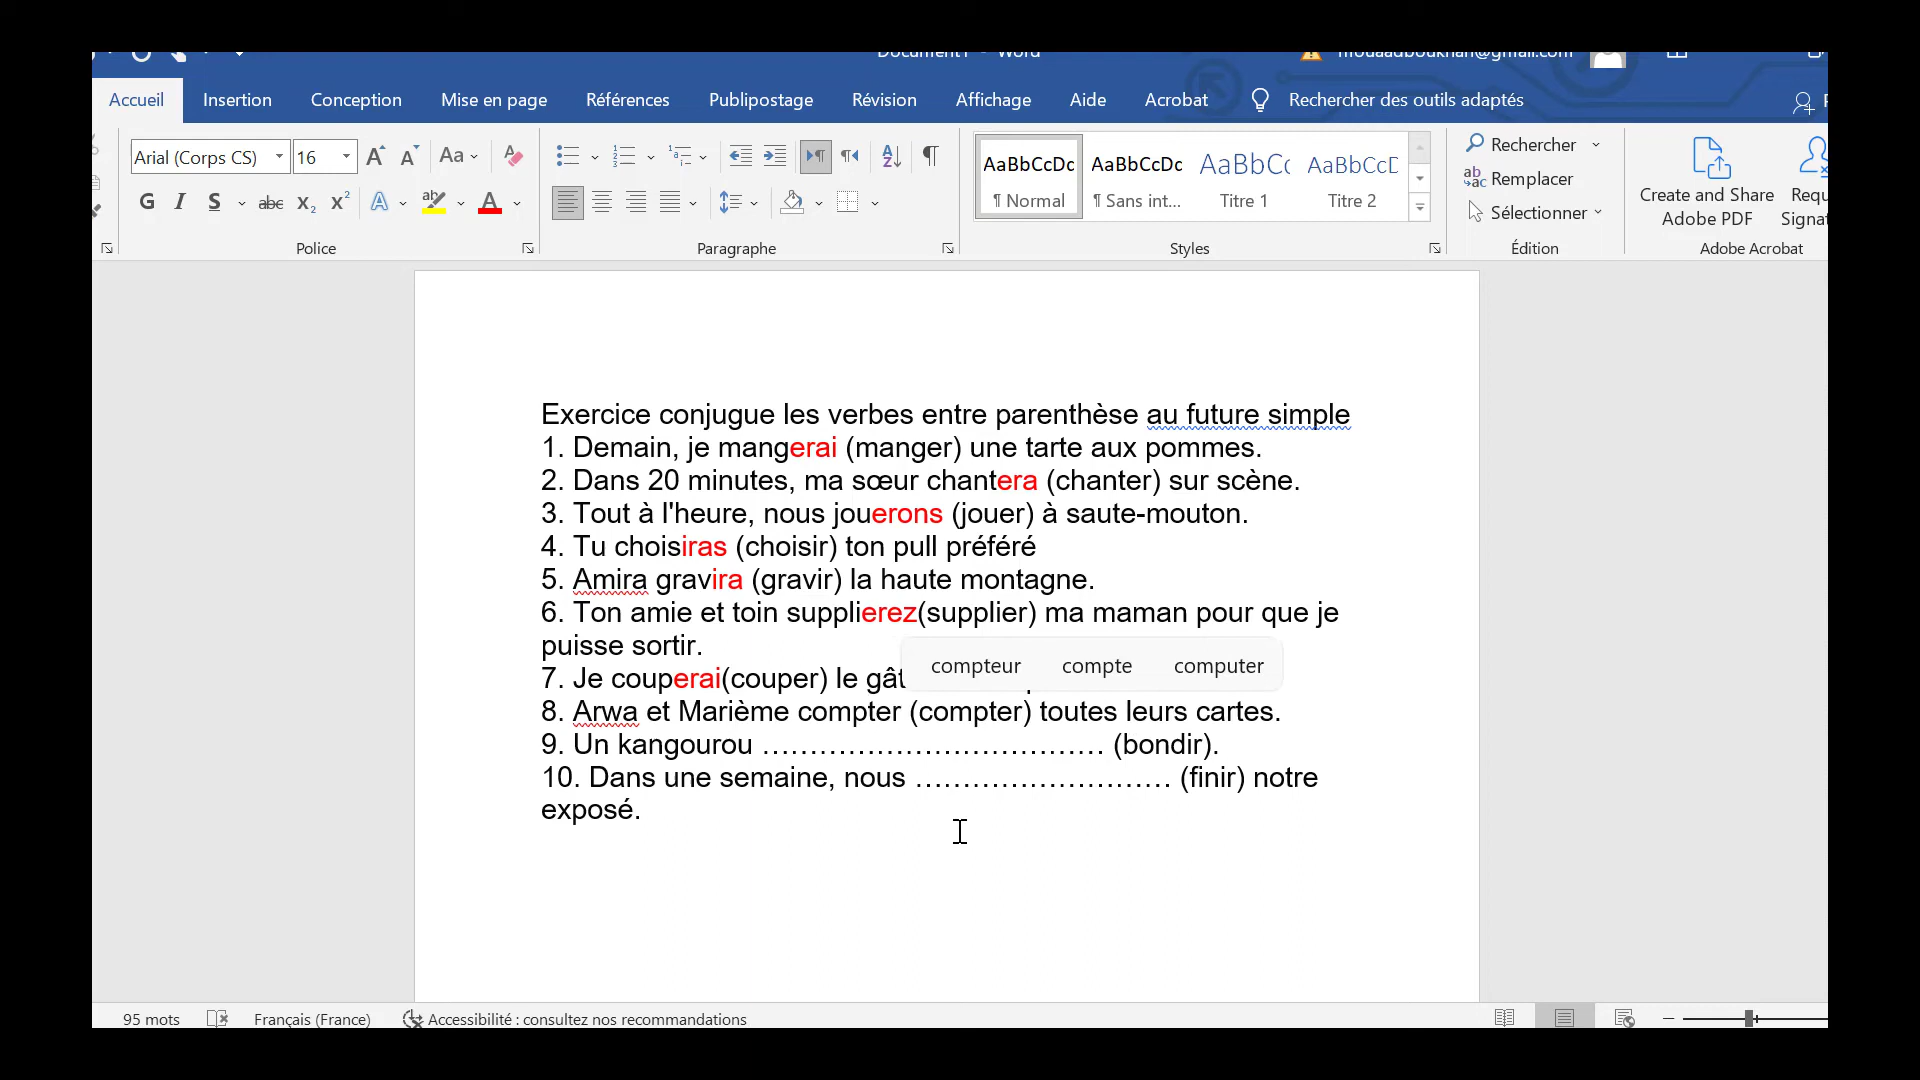 Document1 - Word
mouaadboukhari@gmail.com
Accueil Insertion Conception Mise en page Références Publipostage Révision Affichage Aide Acrobat Rechercher des outils adaptés
Arial (Corps CS) 16 Aa
AaBbCcDc AaBbCcDc AaBbCc AaBbCcD
¶ Normal ¶ Sans int... Titre 1 Titre 2
Rechercher
Remplacer
Sélectionner
Create and Share
Adobe PDF
G I S abc
Police Paragraphe Styles Édition Adobe Acrobat
Exercice conjugue les verbes entre parenthèse au future simple
1. Demain, je mangerai (manger) une tarte aux pommes.
2. Dans 20 minutes, ma sœur chantera (chanter) sur scène.
3. Tout à l'heure, nous jouerons (jouer) à saute-mouton.
4. Tu choisiras (choisir) ton pull préféré
5. Amira gravira (gravir) la haute montagne.
6. Ton amie et toin supplierez(supplier) ma maman pour que je
puisse sortir.
compteur compte computer
7. Je couperai(couper) le
8. Arwa et Marième compter (compter) toutes leurs cartes.
9. Un kangourou ……………………………… (bondir).
10. Dans une semaine, nous ……………………… (finir) notre
exposé.
95 mots Français (France) Accessibilité : consultez nos recommandations